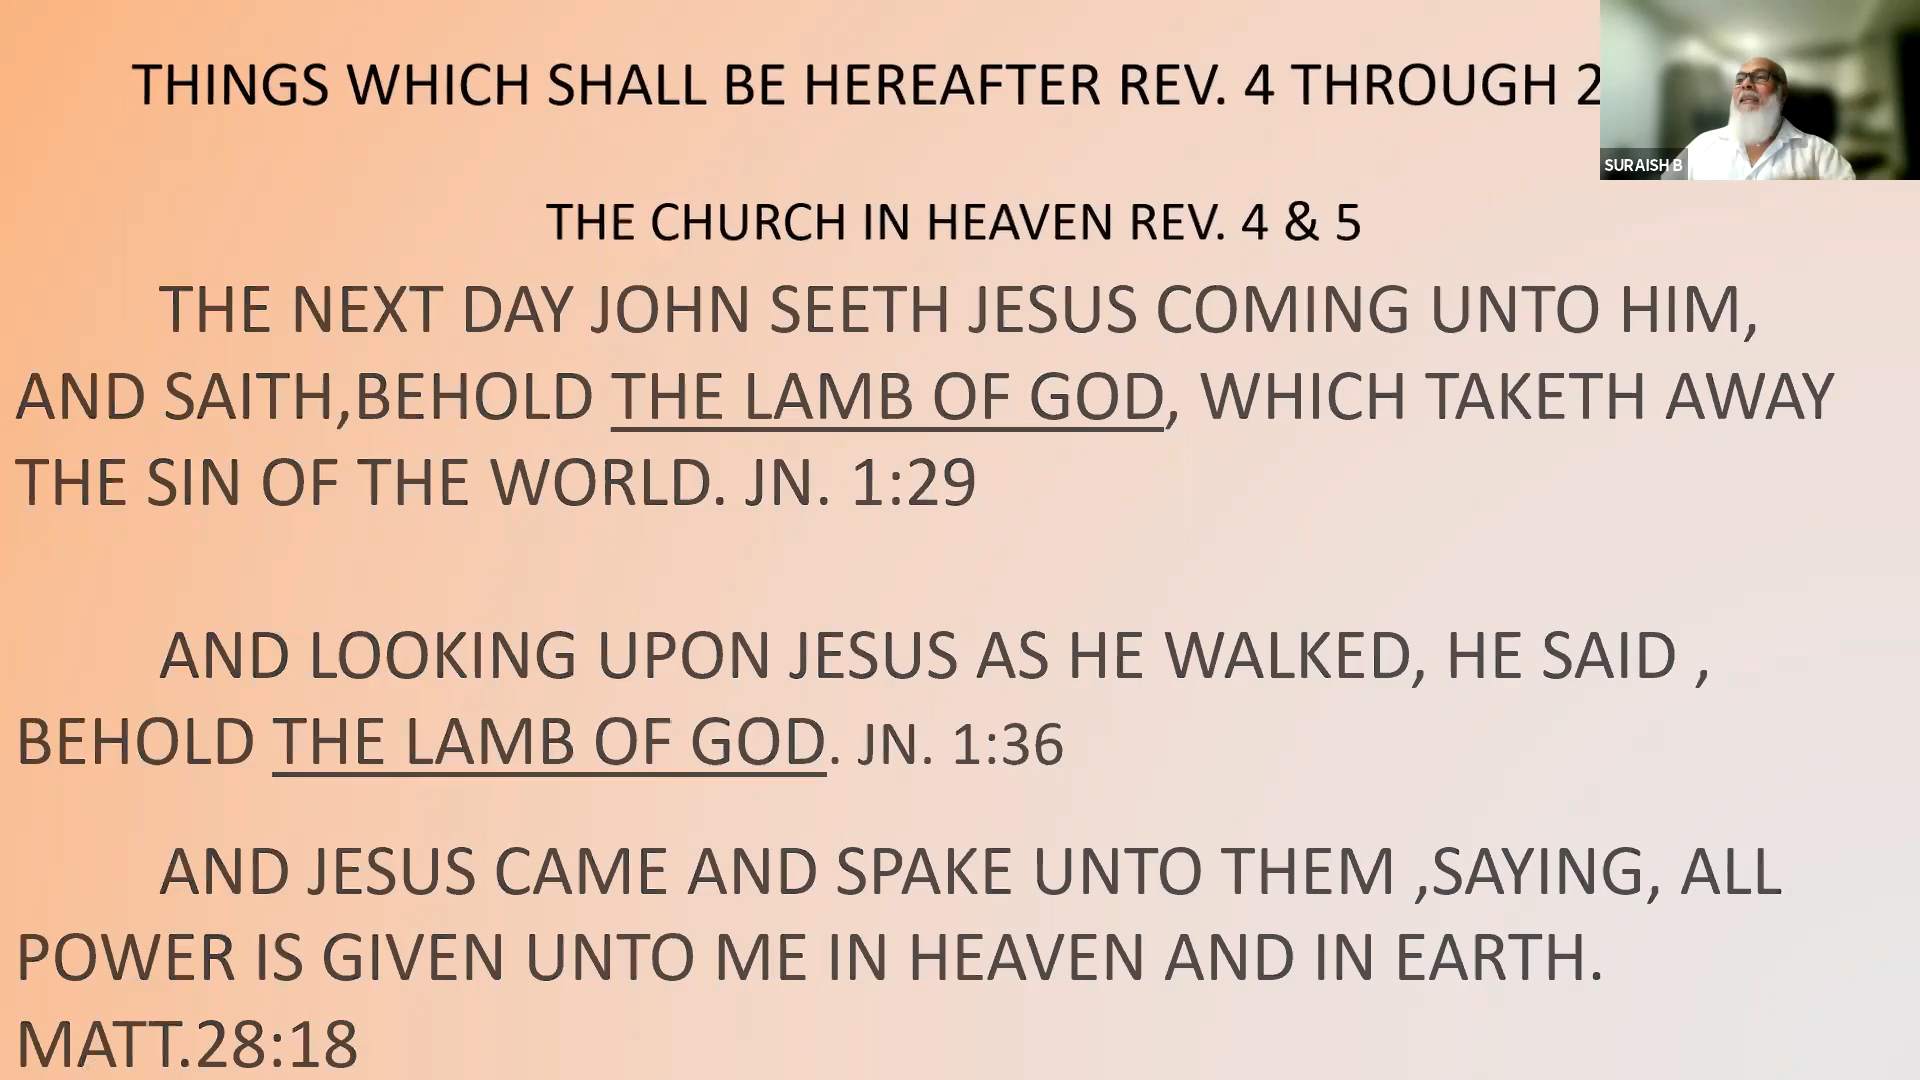 THINGS WHICH SHALL BE HEREAFTER REV. 4 THROUGH 2
SURAISH B
THE CHURCH IN HEAVEN REV. 4 & 5
THE NEXT DAY JOHN SEETH JESUS COMING UNTO HIM,
AND SAITH,BEHOLD THE LAMB OF GOD, WHICH TAKETH AWAY
THE SIN OF THE WORLD. JN. 1:29
AND LOOKING UPON JESUS AS HE WALKED, HE SAID ,
BEHOLD THE LAMB OF GOD. JN. 1:36
AND JESUS CAME AND SPAKE UNTO THEM ,SAYING, ALL
POWER IS GIVEN UNTO ME IN HEAVEN AND IN EARTH.
MATT.28:18